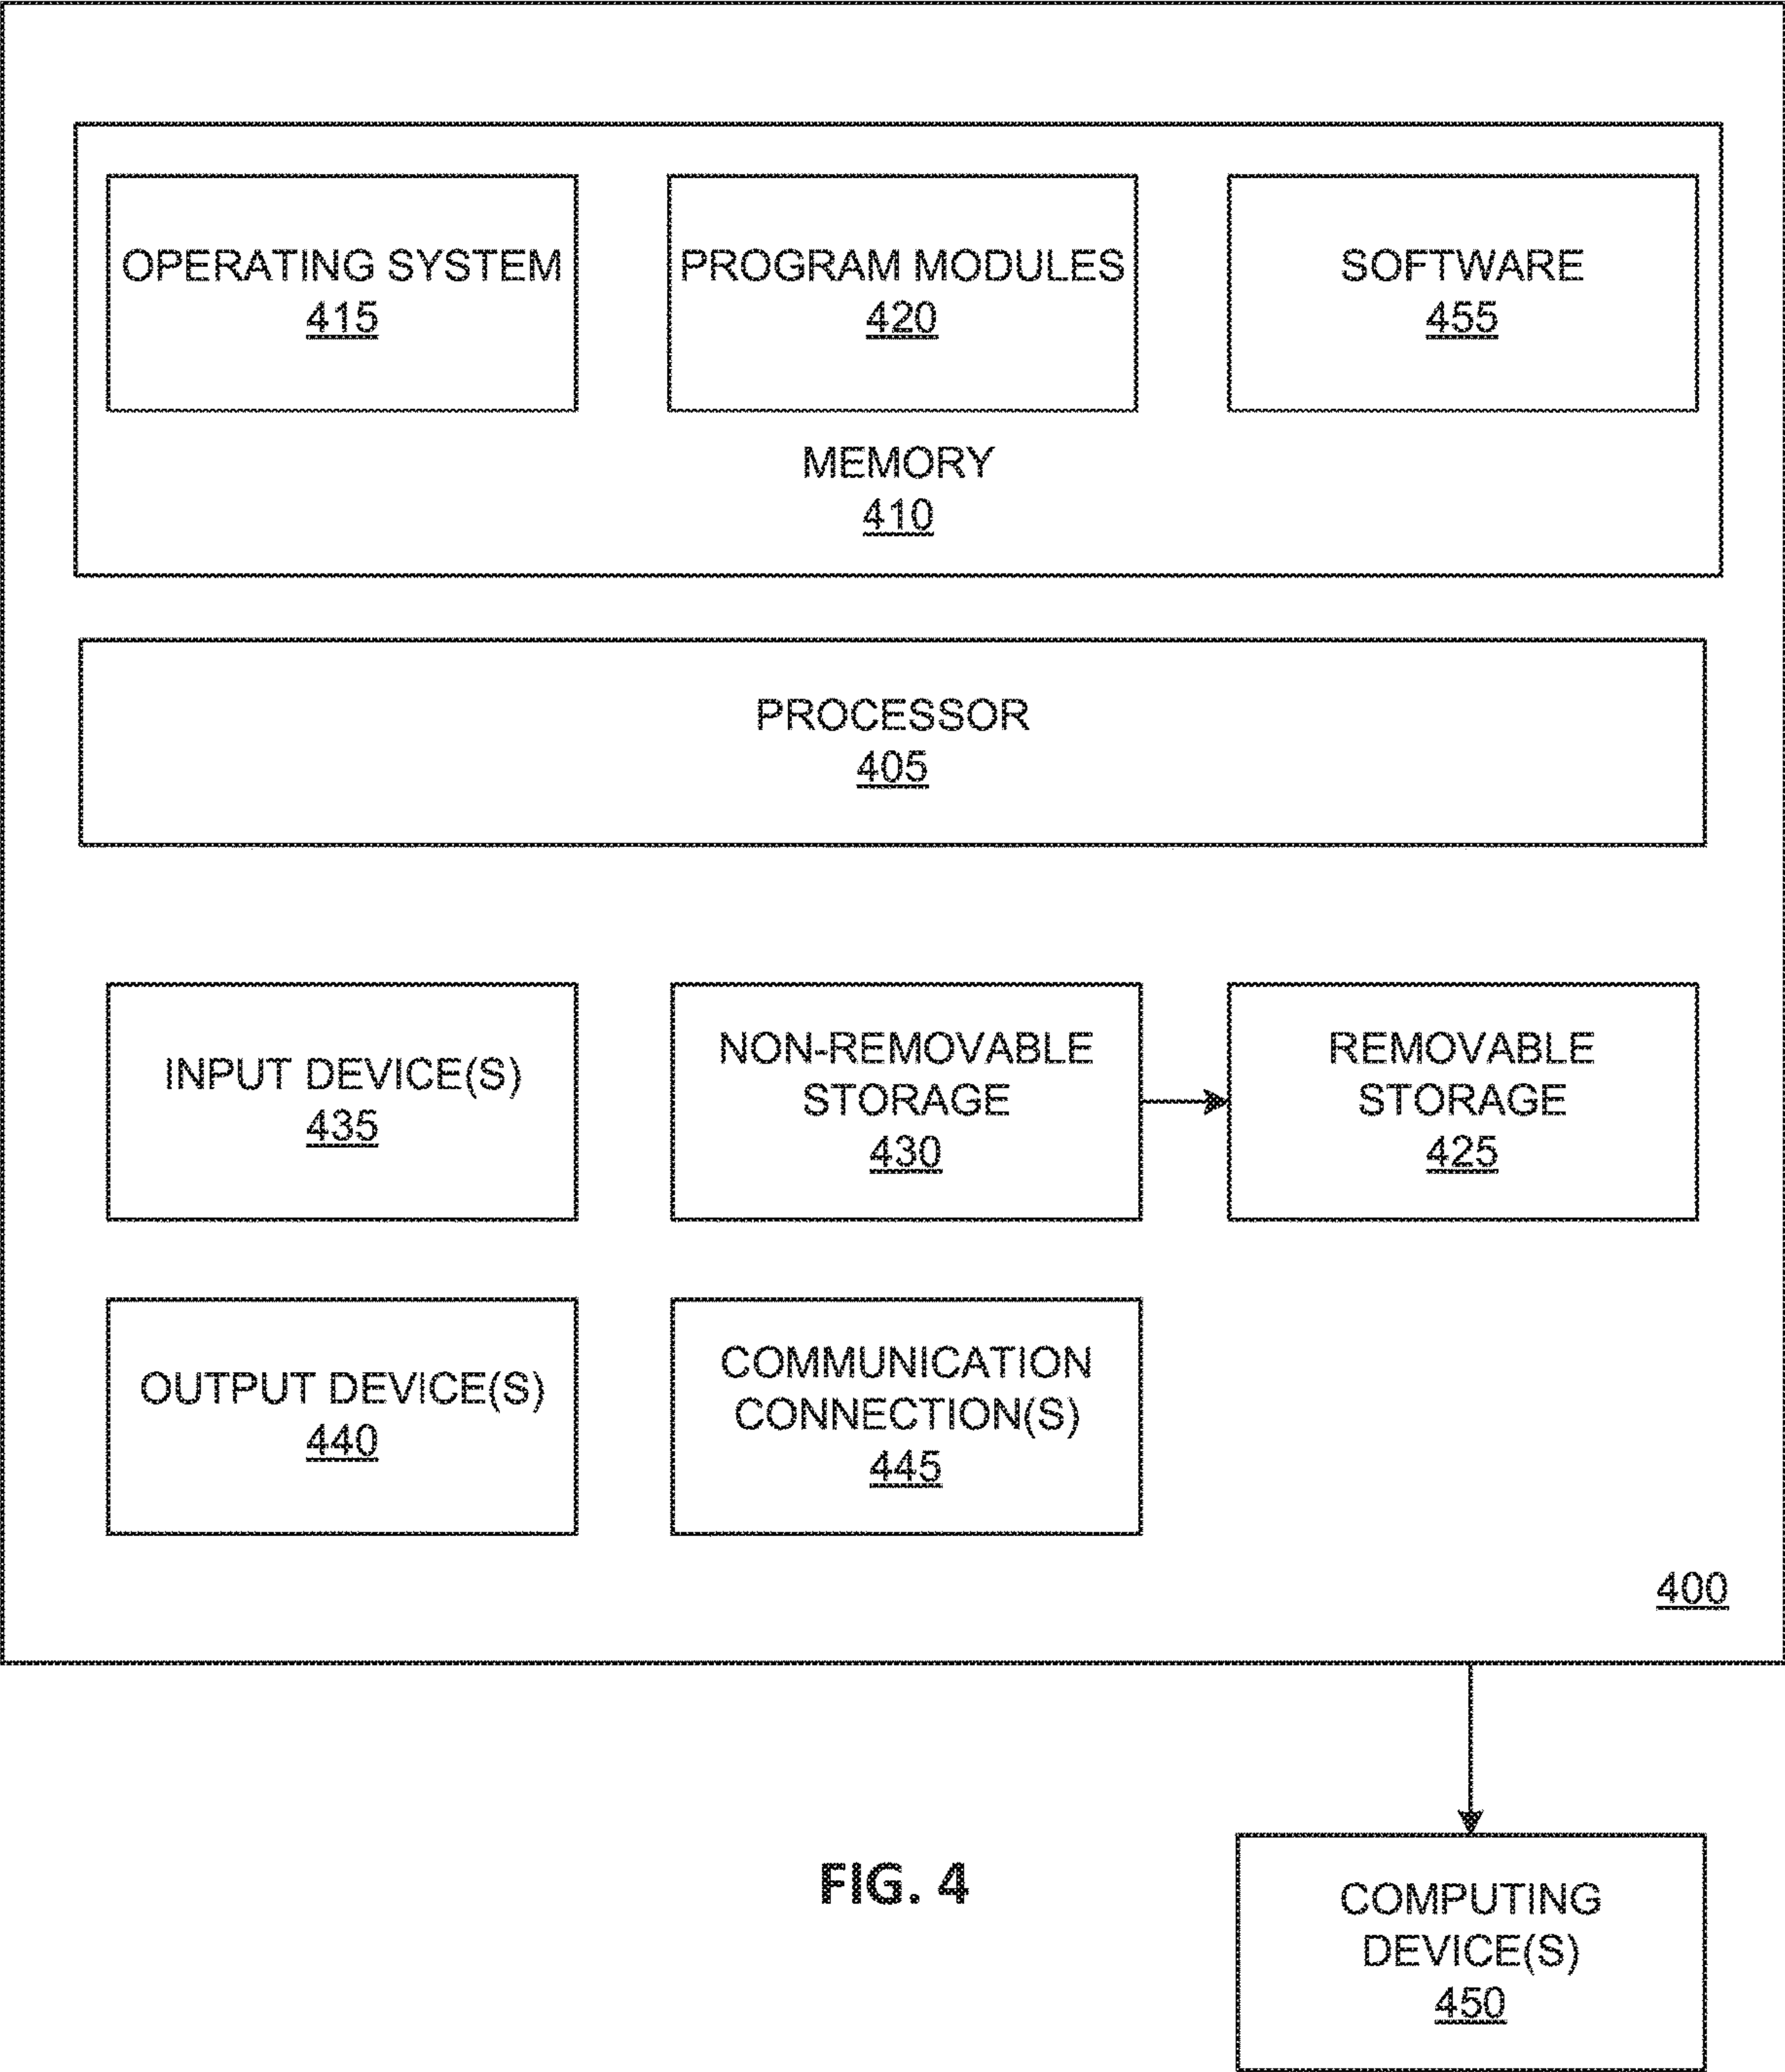 OPERATING SYSTEM
415
PROGRAM MODULES
420
SOFTWARE
455
MEMORY
410
PROCESSOR
405
INPUT DEVICE(S)
435
NON-REMOVABLE
STORAGE
430
REMOVABLE
STORAGE
425
OUTPUT DEVICE(S)
440
COMMUNICATION
CONNECTION(S)
445
400
FIG. 4
COMPUTING
DEVICE(S)
450